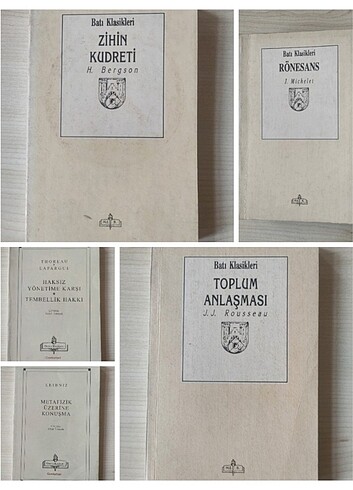 Batı Klasikleri
ZİHİN
KUDRETİ
H. Bergson
Batı Klasikleri
RÖNESANS
J. Michelet
THOREAU
LAFARGUE
HAKSIZ
YÖNETİME KARŞI
TEMBELLİK HAKKI
LEIBNIZ
METAFİZİK
ÜZERİNE
KONUŞMA
Batı Klasikleri
TOPLUM
ANLAŞMASI
J. J. Rousseau